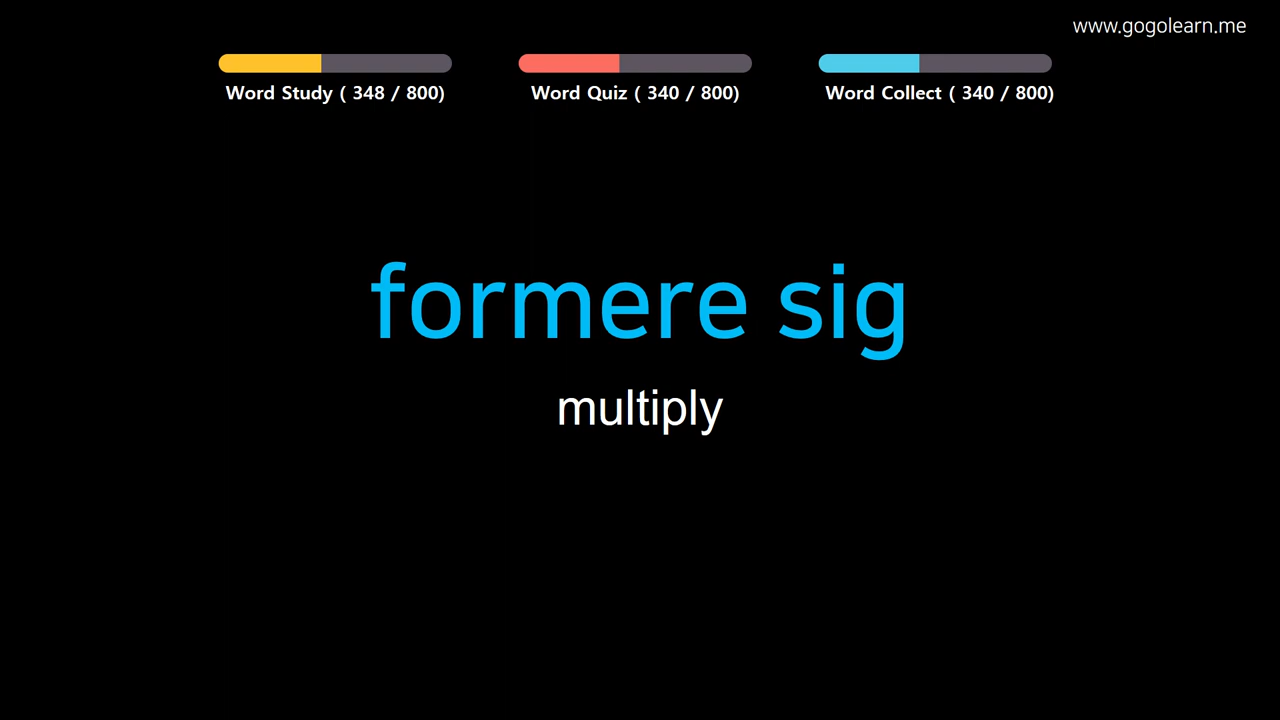 www.gogolearn.me
Word Study ( 348 / 800)
Word Quiz ( 340 / 800)
Word Collect ( 340 / 800)
formere sig
multiply